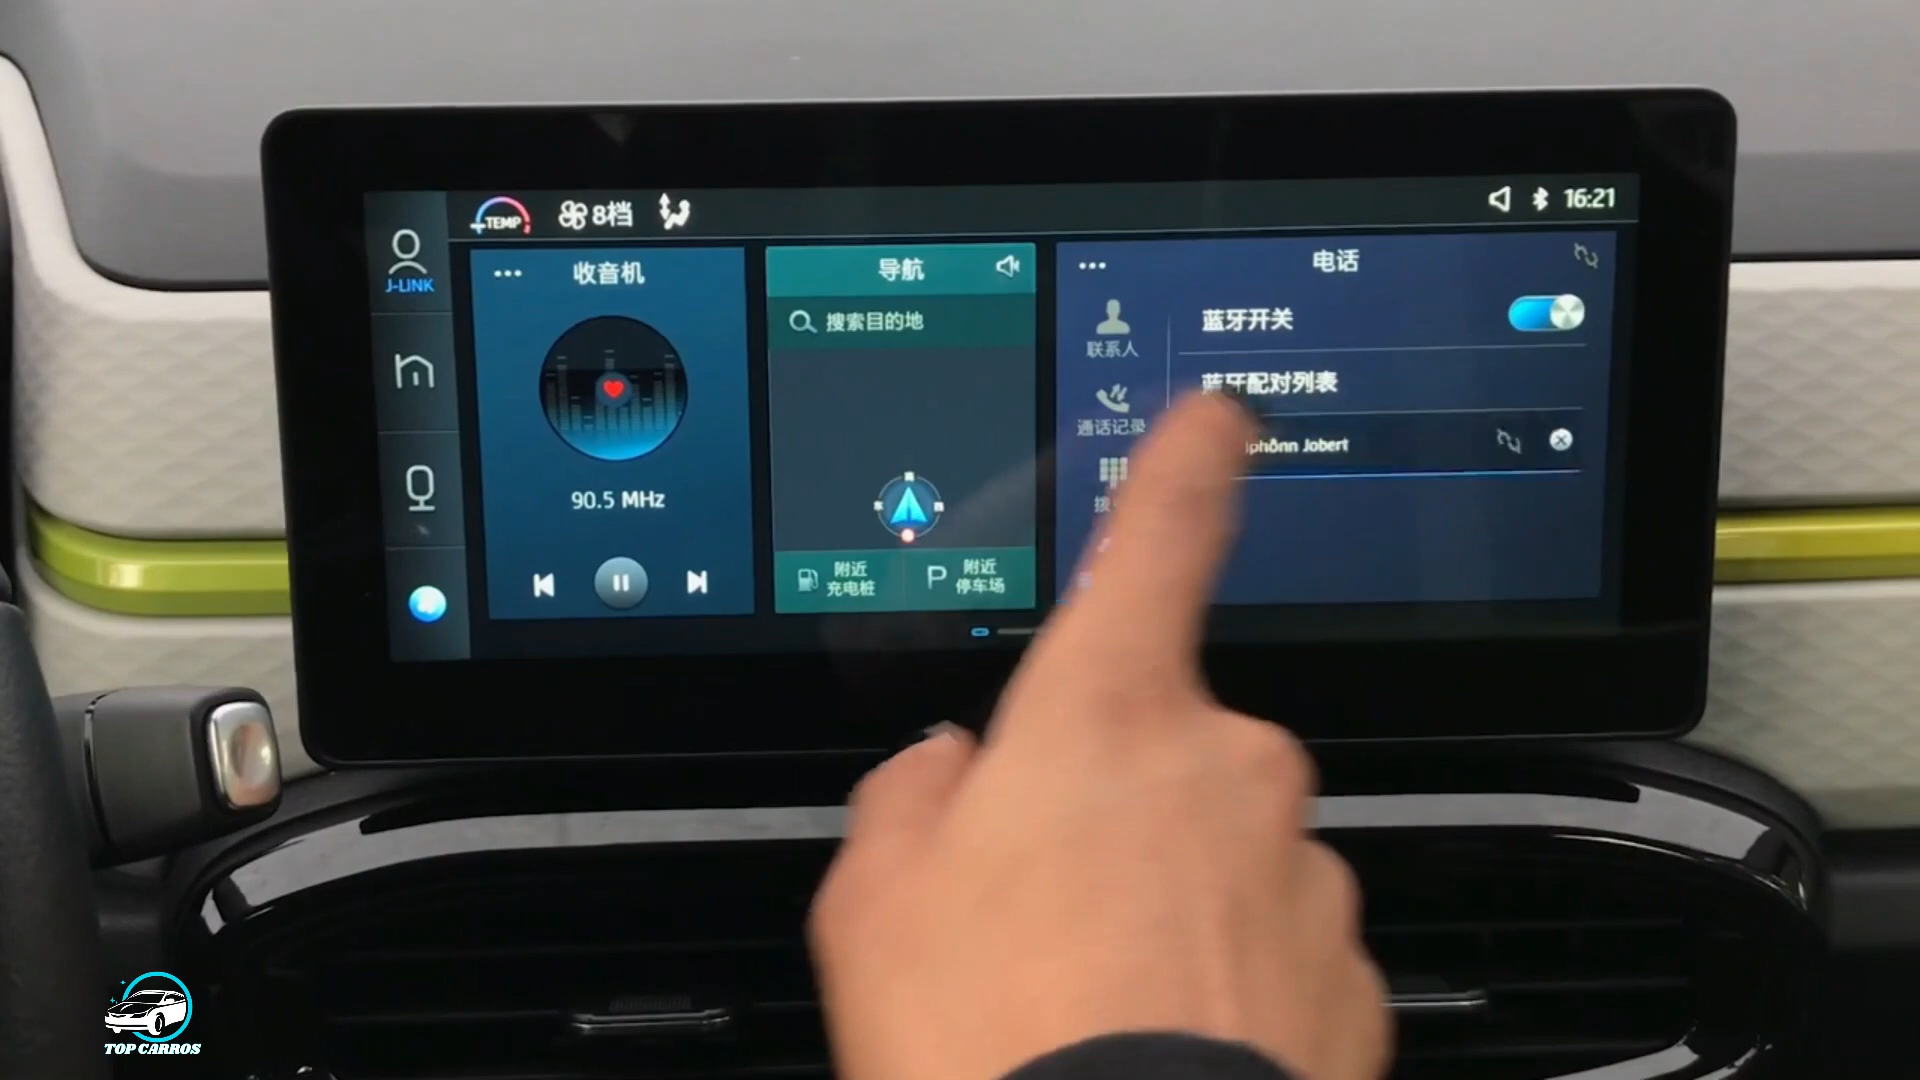 TEMP
8档
16:21
J-LINK
收音机
90.5 MHz
导航
搜索目的地
附近
充电桩
P
附近
停车场
电话
联系人
通话记录
蓝牙开关
蓝牙配对列表
Jobert
TOP CARROS